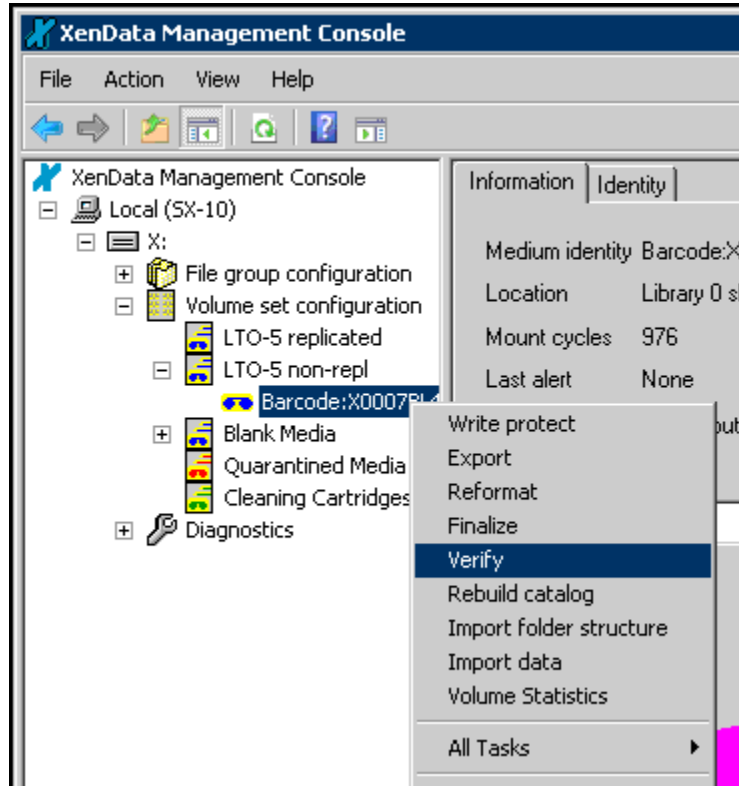 XenData Management Console
File Action View Help
XenData Management Console
Local (SX-10)
X:
File group configuration
Volume set configuration
LTO-5 replicated
LTO-5 non-repl
Blank Media
Quarantined Media
Cleaning Cartridges
Diagnostics
Information Identity
Medium identity
Location Library 0
Mount cycles 976
Last alert None
Write protect
Export
Reformat
Finalize
Verify
Rebuild catalog
Import folder structure
Import data
Volume Statistics
All Tasks